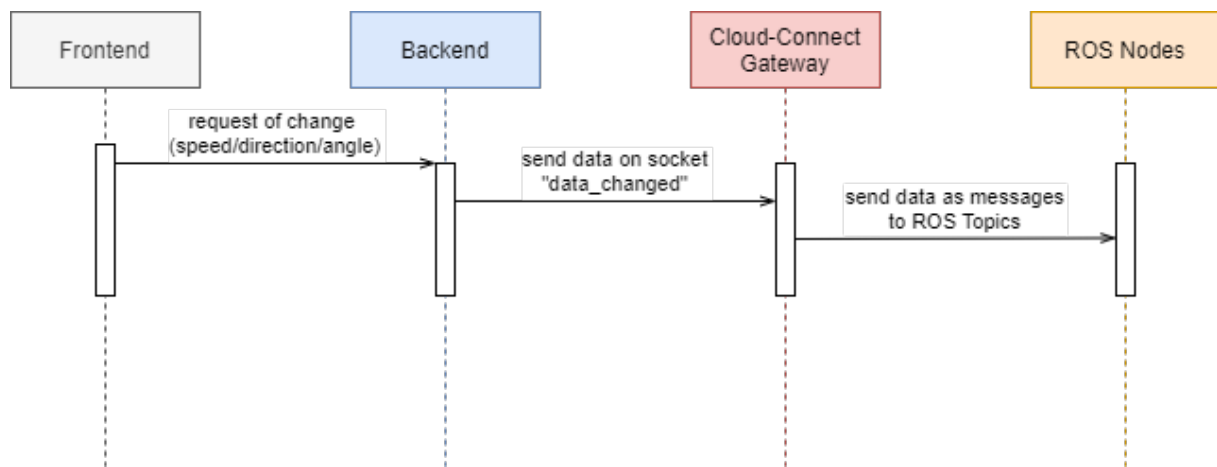 Frontend
Backend
Cloud-Connect
Gateway
ROS Nodes
request of change
(speed/direction/angle)
send data on socket
"data_changed"
send data as messages
to ROS Topics